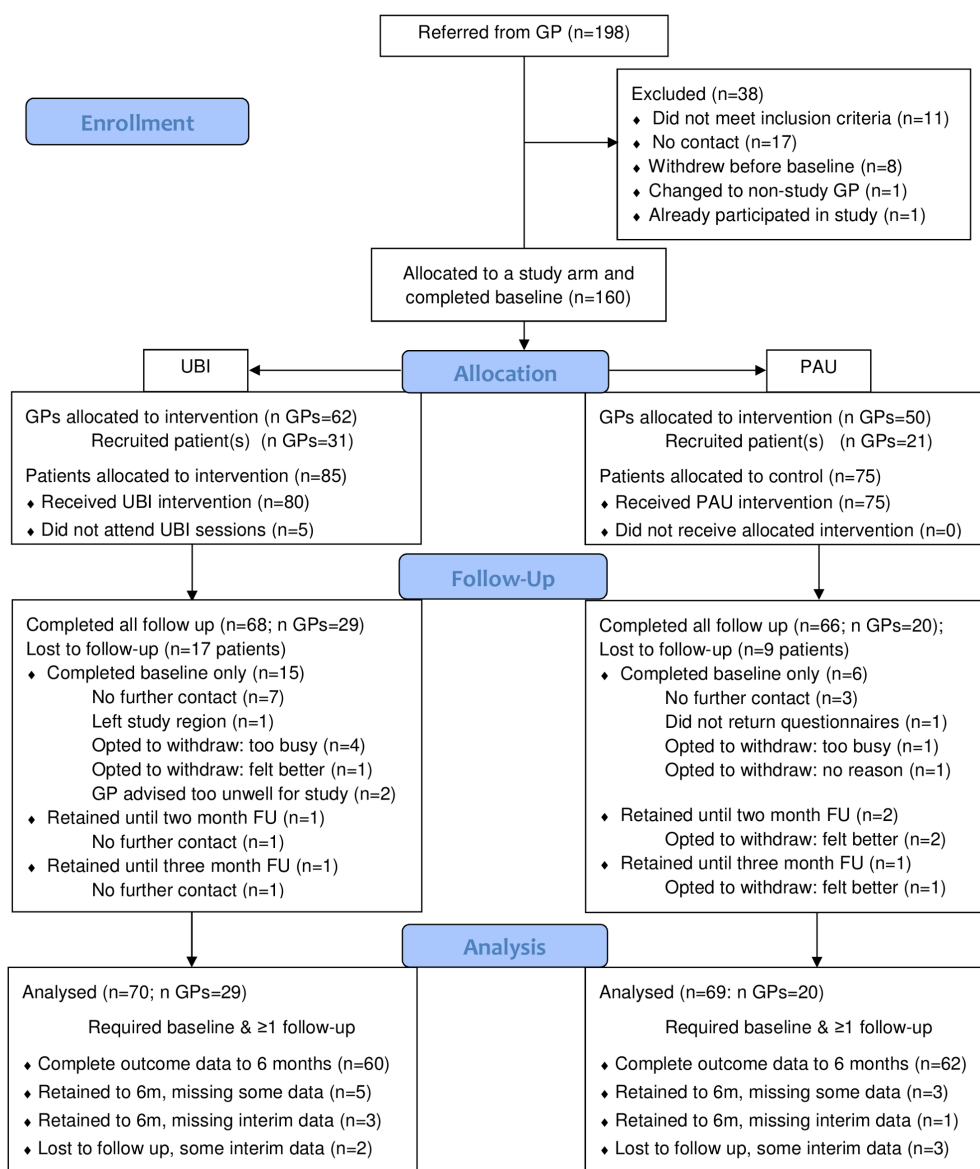 Referred from GP (n=198)
Enrollment
Excluded (n=38)
♦ Did not meet inclusion criteria (n=11)
♦ No contact (n=17)
♦ Withdrew before baseline (n=8)
♦ Changed to non-study GP (n=1)
♦ Already participated in study (n=1)
Allocated to a study arm and
completed baseline (n=160)
Allocation
UBI
GPs allocated to intervention (n GPs=62)
Recruited patient(s) (n GPs=31)
Patients allocated to intervention (n=85)
♦ Received UBI intervention (n=80)
♦ Did not attend UBI sessions (n=5)
PAU
GPs allocated to intervention (n GPs=50)
Recruited patient(s) (n GPs=21)
Patients allocated to control (n=75)
♦ Received PAU intervention (n=75)
♦ Did not receive allocated intervention (n=0)
Follow-Up
Completed all follow up (n=68; n GPs=29)
Lost to follow-up (n=17 patients)
♦ Completed baseline only (n=15)
No further contact (n=7)
Left study region (n=1)
Opted to withdraw: too busy (n=4)
Opted to withdraw: felt better (n=1)
GP advised too unwell for study (n=2)
♦ Retained until two month FU (n=1)
No further contact (n=1)
♦ Retained until three month FU (n=1)
No further contact (n=1)
Completed all follow up (n=66; n GPs=20);
Lost to follow-up (n=9 patients)
♦ Completed baseline only (n=6)
No further contact (n=3)
Did not return questionnaires (n=1)
Opted to withdraw: too busy (n=1)
Opted to withdraw: no reason (n=1)
♦ Retained until two month FU (n=2)
Opted to withdraw: felt better (n=2)
♦ Retained until three month FU (n=1)
Opted to withdraw: felt better (n=1)
Analysis
Analysed (n=70; n GPs=29)
Required baseline & ≥1 follow-up
♦ Complete outcome data to 6 months (n=60)
♦ Retained to 6m, missing some data (n=5)
♦ Retained to 6m, missing interim data (n=3)
♦ Lost to follow up, some interim data (n=2)
Analysed (n=69: n GPs=20)
Required baseline & ≥1 follow-up
♦ Complete outcome data to 6 months (n=62)
♦ Retained to 6m, missing some data (n=3)
♦ Retained to 6m, missing interim data (n=1)
♦ Lost to follow up, some interim data (n=3)